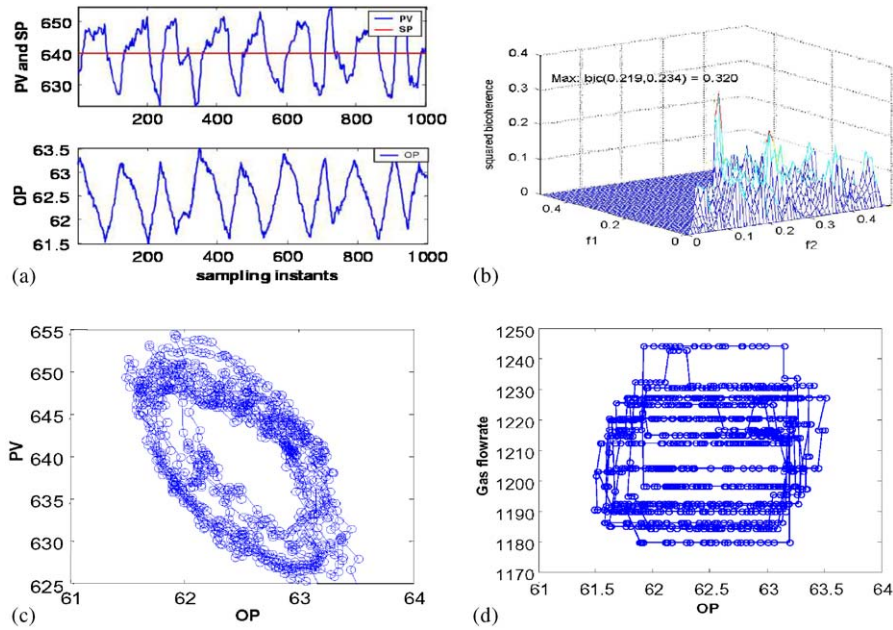 650
640
630
PV and SP
PV
SP
200 400 600 800 1000
63.5
63
62.5
62
61.5
OP
OP
200 400 600 800 1000
sampling instants
(a)
0.4
0.3
0.2
0.1
0
squared bicoherence
Max: bic(0.219,0.234) = 0.320
0.4
0.2
0
f1
0 0.1 0.2 0.3 0.4
f2
(b)
655
650
645
640
635
630
625
PV
61 62 63 64
OP
(c)
1250
1240
1230
1220
1210
1200
1190
1180
1170
Gas flowrate
61 61.5 62 62.5 63 63.5 64
OP
(d)